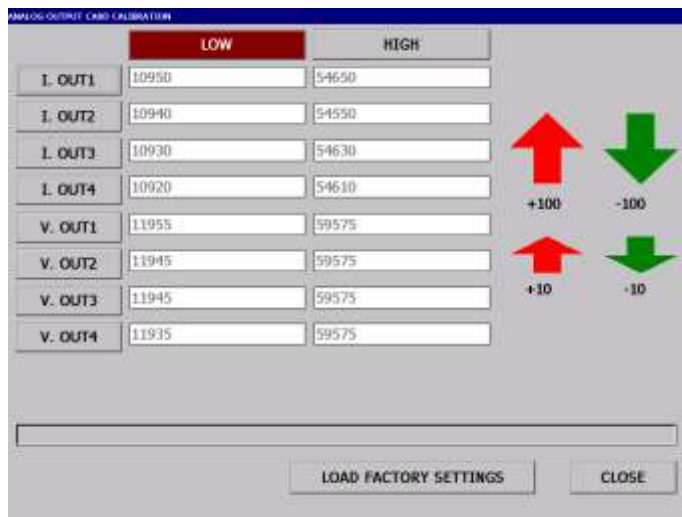 ANALOG OUTPUT CARD CALIBRATION
LOW HIGH
I. OUT1 10950 54650
I. OUT2 10940 54550
I. OUT3 10930 54630
I. OUT4 10920 54610
+100 -100
V. OUT1 11955 59575
V. OUT2 11945 59575
+10 -10
V. OUT3 11945 59575
V. OUT4 11935 59575
LOAD FACTORY SETTINGS CLOSE